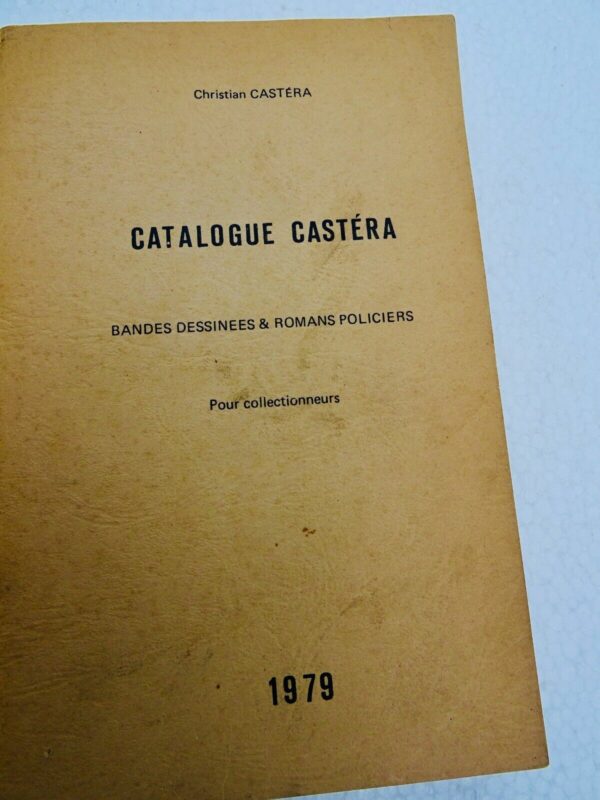 Christian CASTÉRA
CATALOGUE CASTÉRA
BANDES DESSINEES & ROMANS POLICIERS
Pour collectionneurs
1979